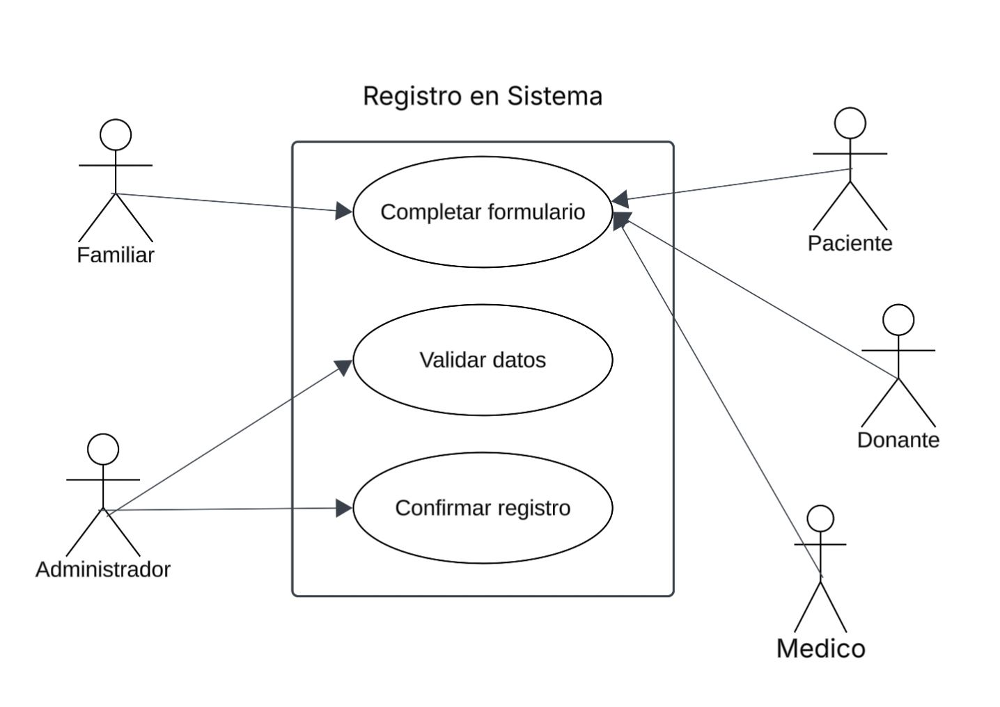 Registro en Sistema
Familiar
Completar formulario
Paciente
Validar datos
Donante
Administrador
Confirmar registro
Medico